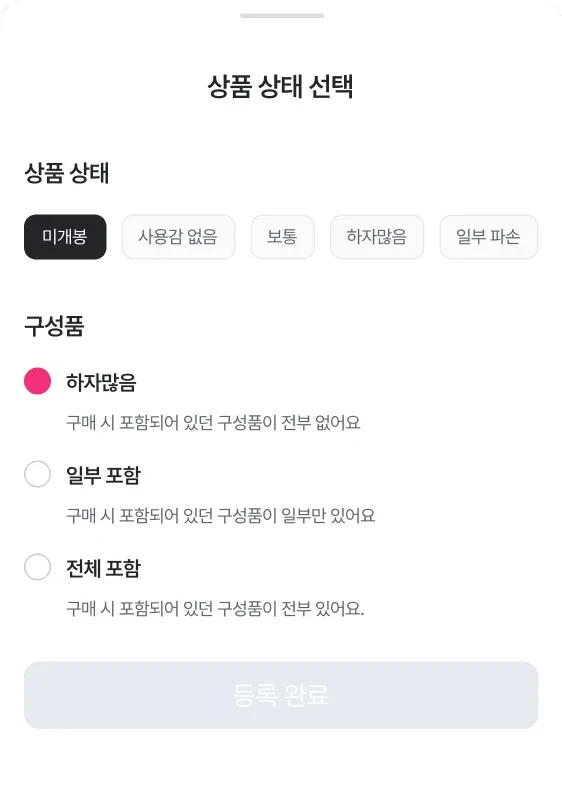 상품 상태 선택
상품 상태
미개봉 사용감 없음 보통 하자많음 일부 파손
구성품
하자많음
구매 시 포함되어 있던 구성품이 전부 없어요
일부 포함
구매 시 포함되어 있던 구성품이 일부만 있어요
전체 포함
구매 시 포함되어 있던 구성품이 전부 있어요.
등록 완료